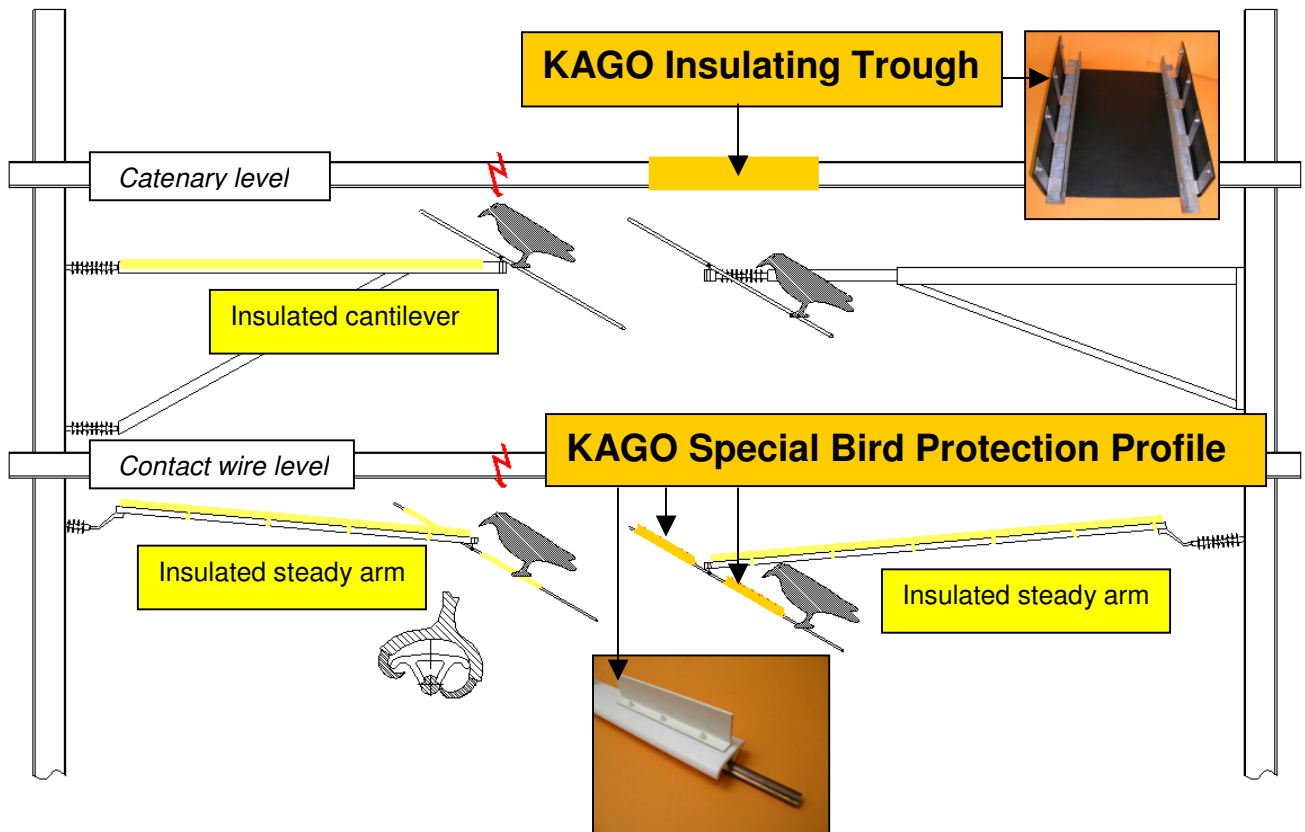 KAGO Insulating Trough
Catenary level
Insulated cantilever
KAGO Special Bird Protection Profile
Contact wire level
Insulated steady arm
Insulated steady arm